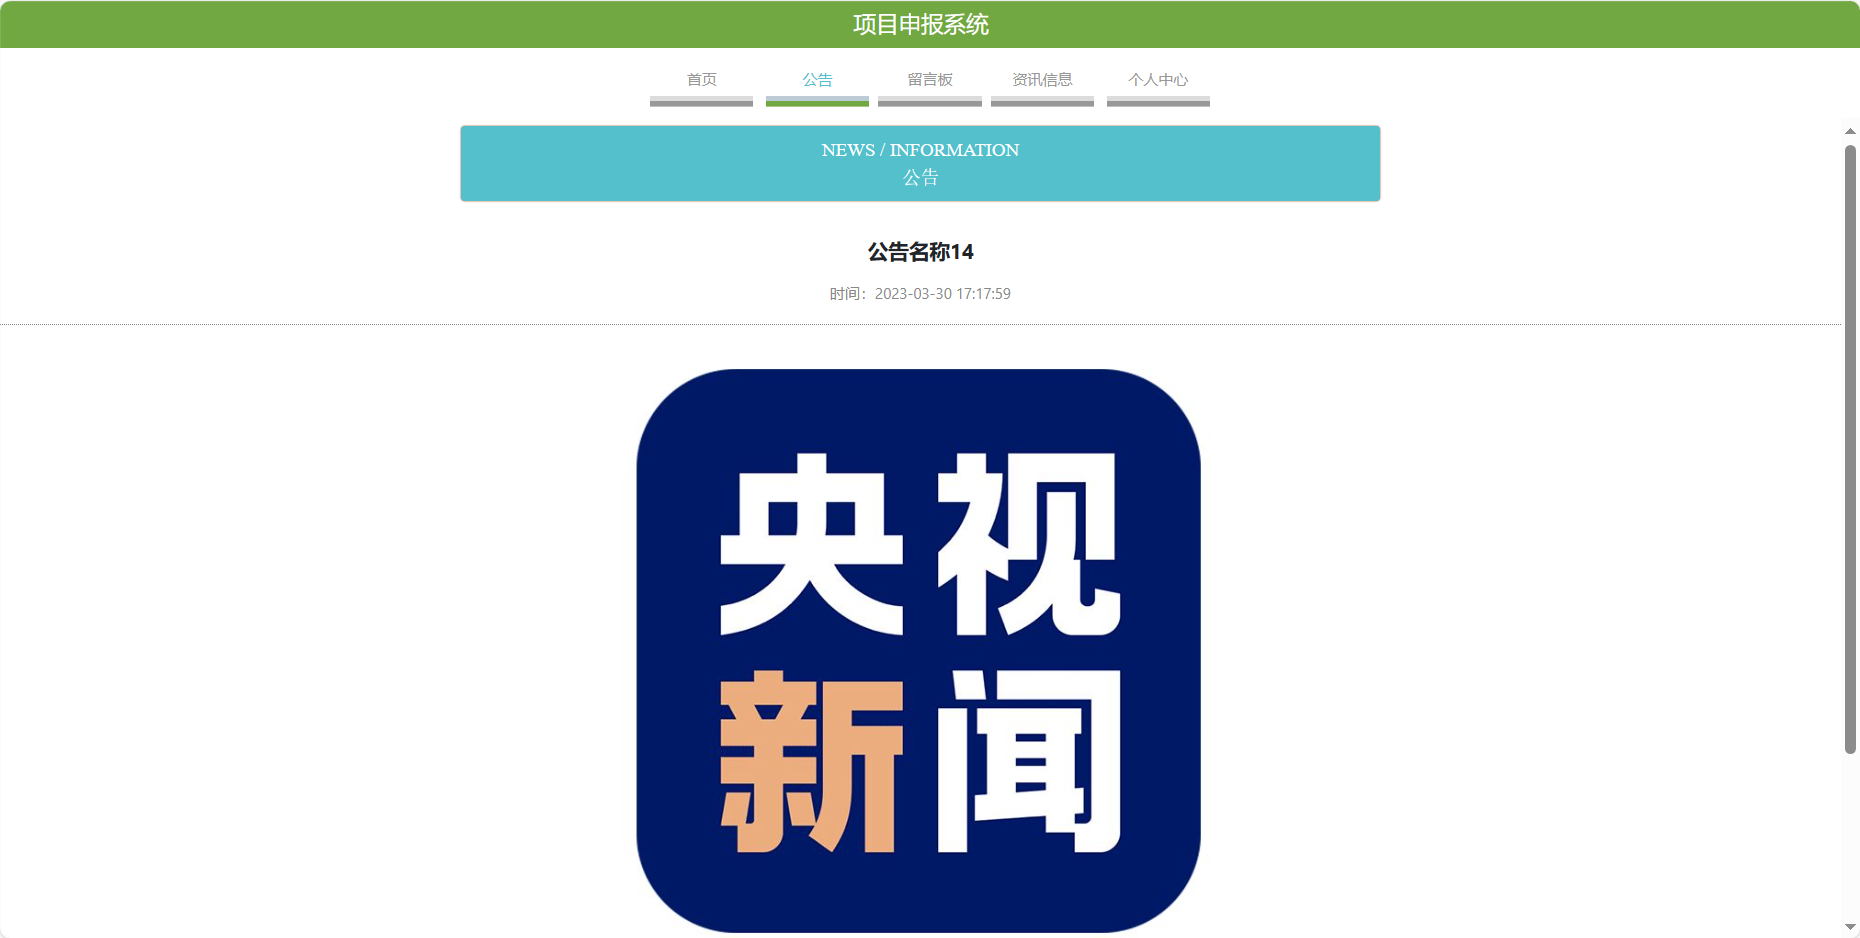 项目申报系统
首页 公告 留言板 资讯信息 个人中心
NEWS / INFORMATION
公告
公告名称14
时间：2023-03-30 17:17:59
央视
新闻